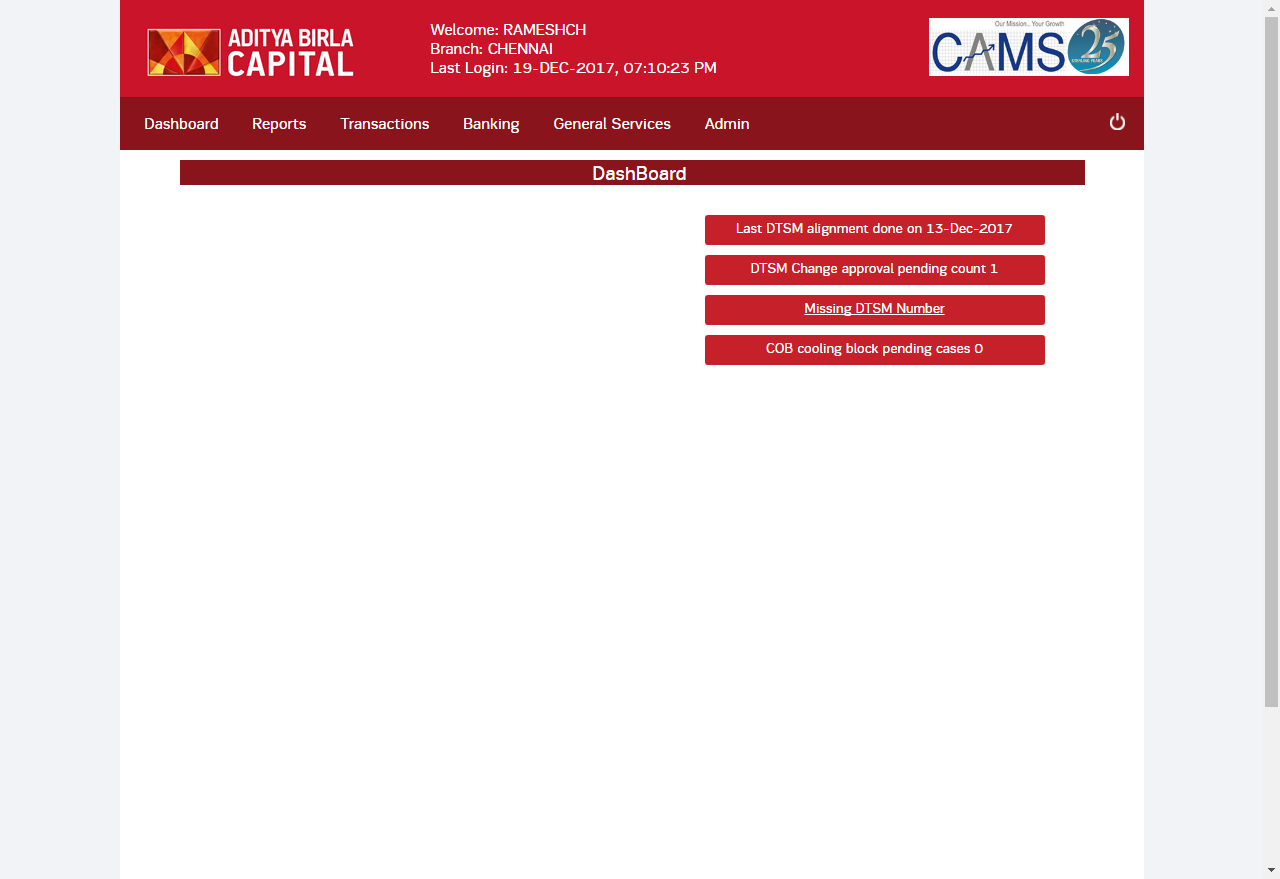 ADITYA BIRLA
CAPITAL
Welcome: RAMESHCH
Branch: CHENNAI
Last Login: 19-DEC-2017, 07:10:23 PM
Our Mission... Your Growth
CAMS 25
STERLING YEARS
Dashboard Reports Transactions Banking General Services Admin
DashBoard
Last DTSM alignment done on 13-Dec-2017
DTSM Change approval pending count 1
Missing DTSM Number
COB cooling block pending cases 0